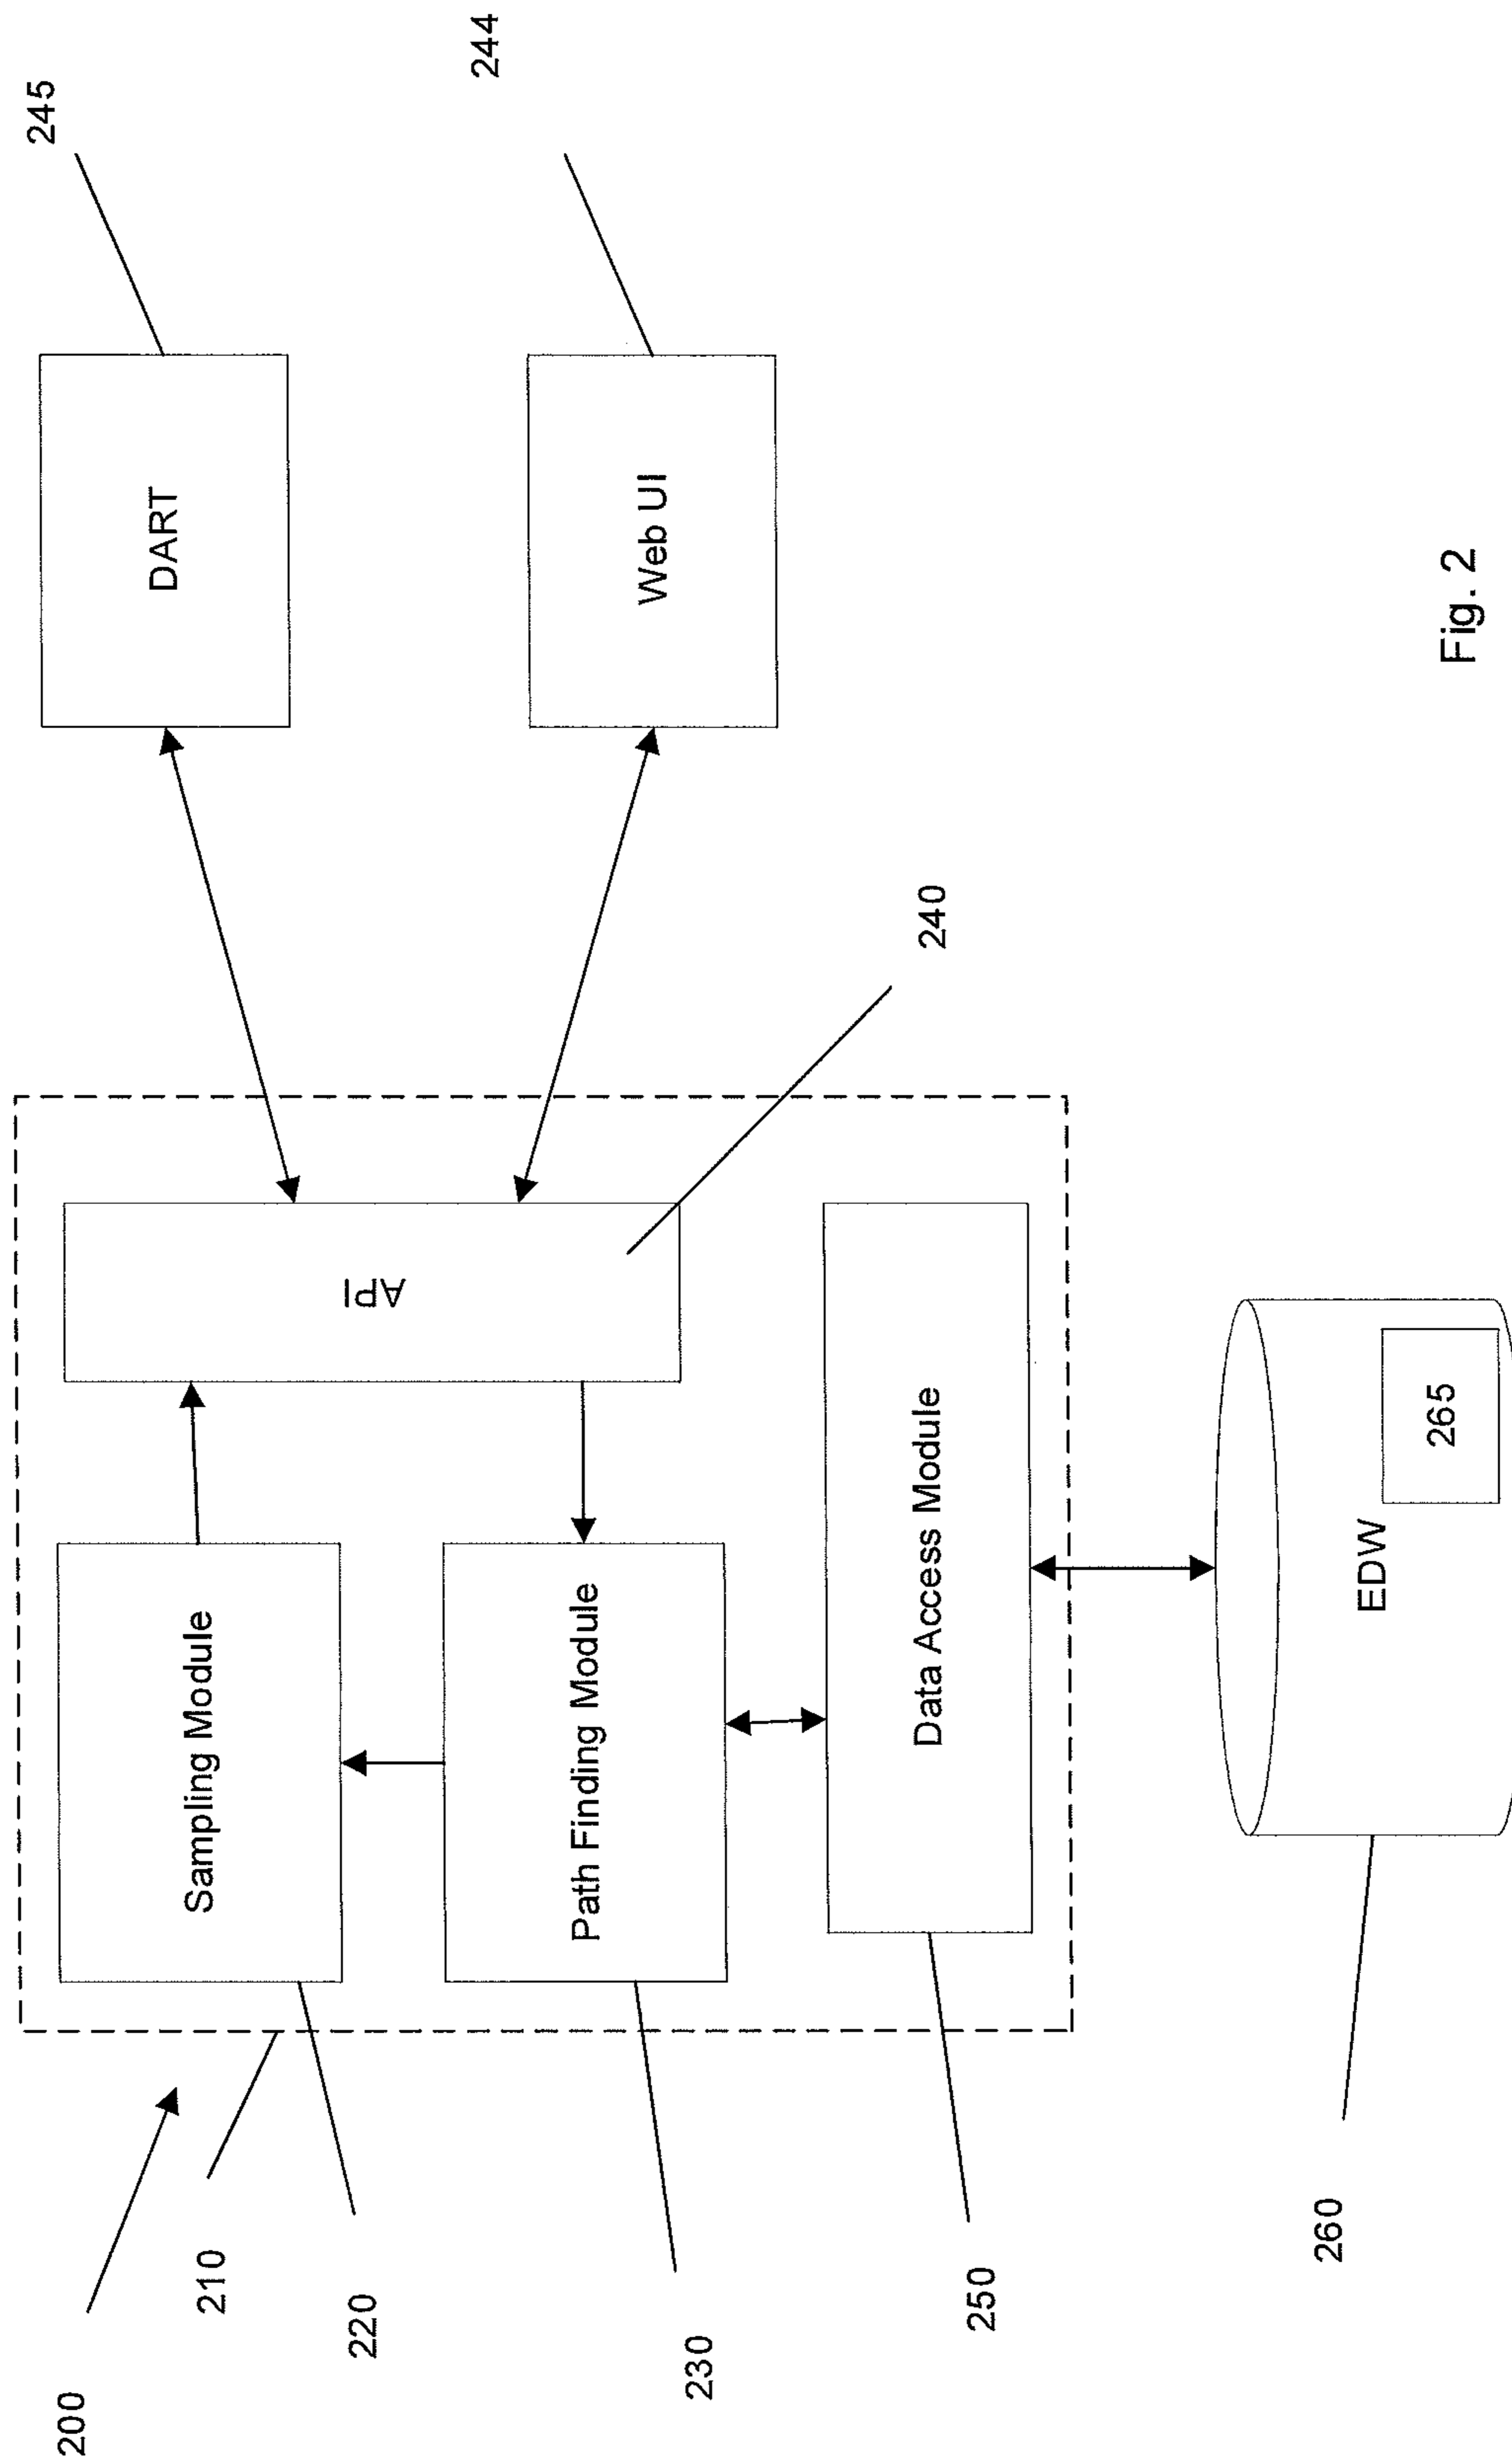 200
210
220
230
250
260
Sampling Module
Path Finding Module
Data Access Module
API
EDW
265
240
DART
Web UI
245
244
Fig. 2